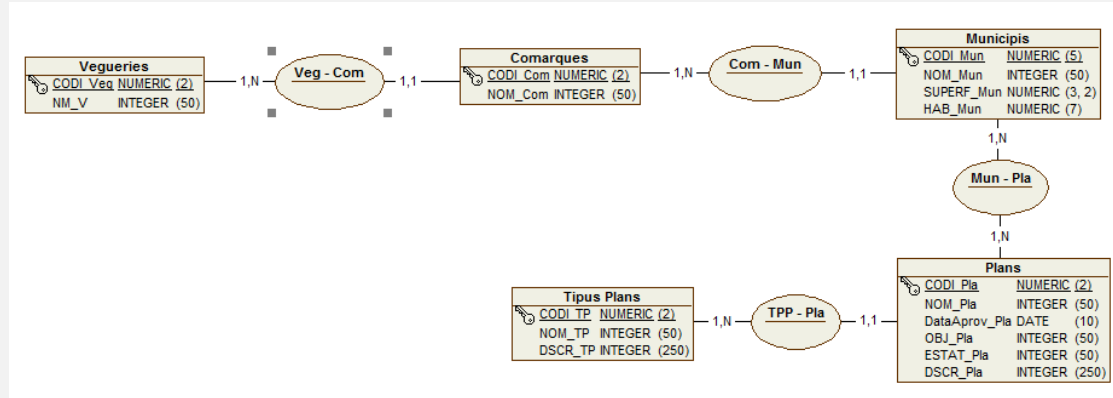 Vegueries
CODI_Veg NUMERIC (2)
NM_V INTEGER (50)
1,N
Veg - Com
1,1
Comarques
CODI_Com NUMERIC (2)
NOM_Com INTEGER (50)
1,N
Com - Mun
1,1
Municipis
CODI_Mun NUMERIC (5)
NOM_Mun INTEGER (50)
SUPERF_Mun NUMERIC (3, 2)
HAB_Mun NUMERIC (7)
1,N
Mun - Pla
1,N
Tipus Plans
CODI_TP NUMERIC (2)
NOM_TP INTEGER (50)
DSCR_TP INTEGER (250)
1,N
TPP - Pla
1,1
Plans
CODI_Pla NUMERIC (2)
NOM_Pla INTEGER (50)
DataAprov_Pla DATE (10)
OBJ_Pla INTEGER (50)
ESTAT_Pla INTEGER (50)
DSCR_Pla INTEGER (250)